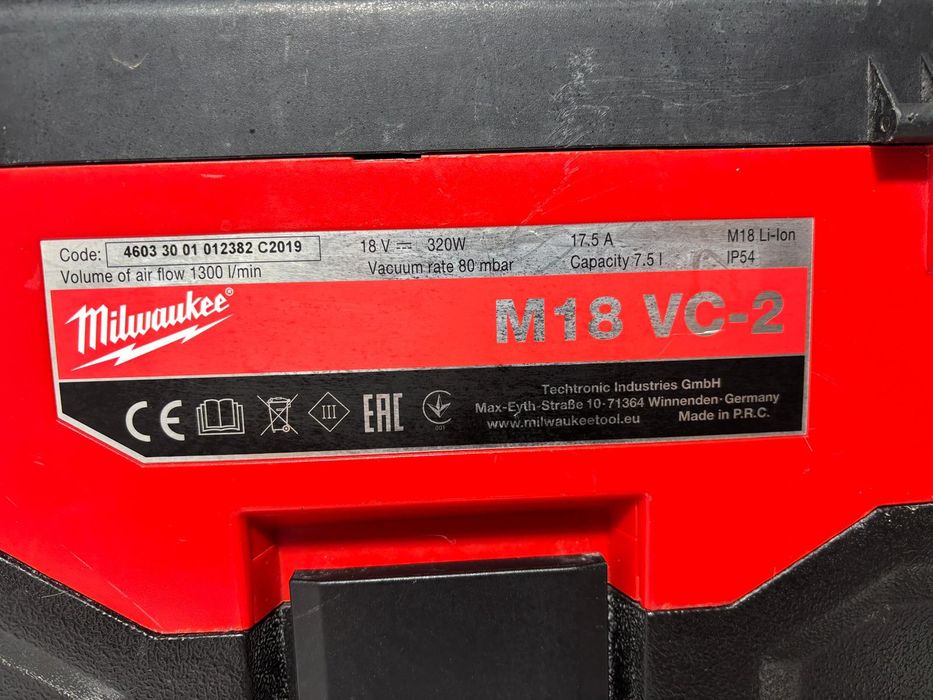 Code: 4603 30 01 012382 C2019 18 V 320W 17.5 A M18 Li-Ion
Volume of air flow 1300 l/min Vacuum rate 80 mbar Capacity 7.5 l IP54
Milwaukee®
M18 VC-2
CE III EAC 001
Techtronic Industries GmbH
Max-Eyth-Straße 10·71364 Winnenden·Germany
www.milwaukeetool.eu Made in P.R.C.